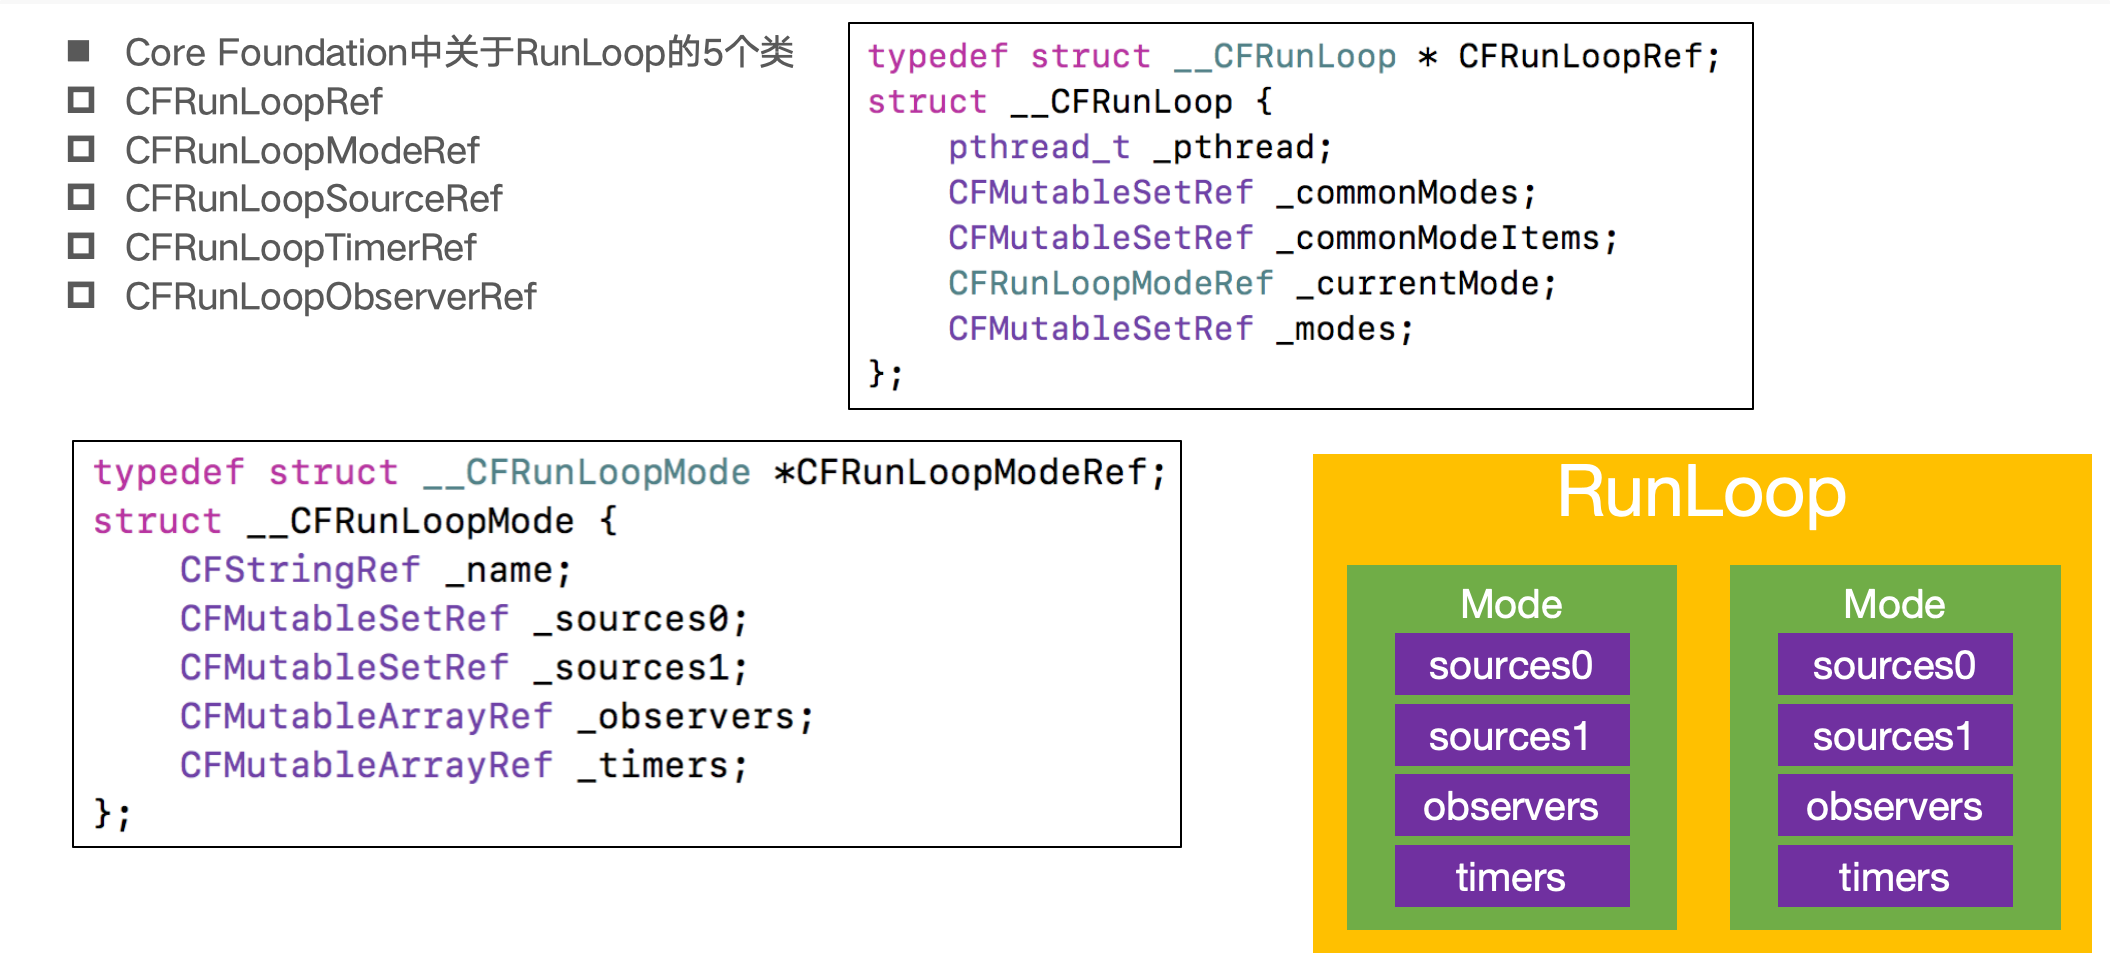 Core Foundation中关于RunLoop的5个类
CFRunLoopRef
CFRunLoopModeRef
CFRunLoopSourceRef
CFRunLoopTimerRef
CFRunLoopObserverRef
typedef struct __CFRunLoop * CFRunLoopRef;
struct __CFRunLoop {
    pthread_t _pthread;
    CFMutableSetRef _commonModes;
    CFMutableSetRef _commonModeItems;
    CFRunLoopModeRef _currentMode;
    CFMutableSetRef _modes;
};
typedef struct __CFRunLoopMode *CFRunLoopModeRef;
struct __CFRunLoopMode {
    CFStringRef _name;
    CFMutableSetRef _sources0;
    CFMutableSetRef _sources1;
    CFMutableArrayRef _observers;
    CFMutableArrayRef _timers;
};
RunLoop
Mode
sources0
sources1
observers
timers
Mode
sources0
sources1
observers
timers